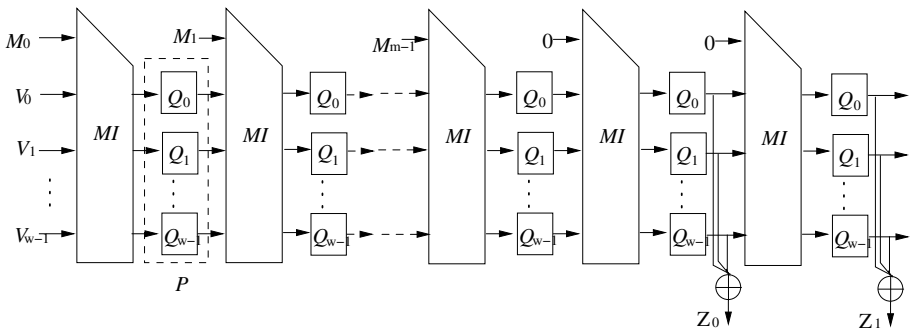 M0 M1 Mm-1 0 0
V0 Q0 Q0 Q0 Q0 Q0
V1 MI Q1 MI Q1 MI Q1 MI Q1 MI Q1
Vw-1 Qw-1 Qw-1 Qw-1 Qw-1 Qw-1
P
Z0 Z1